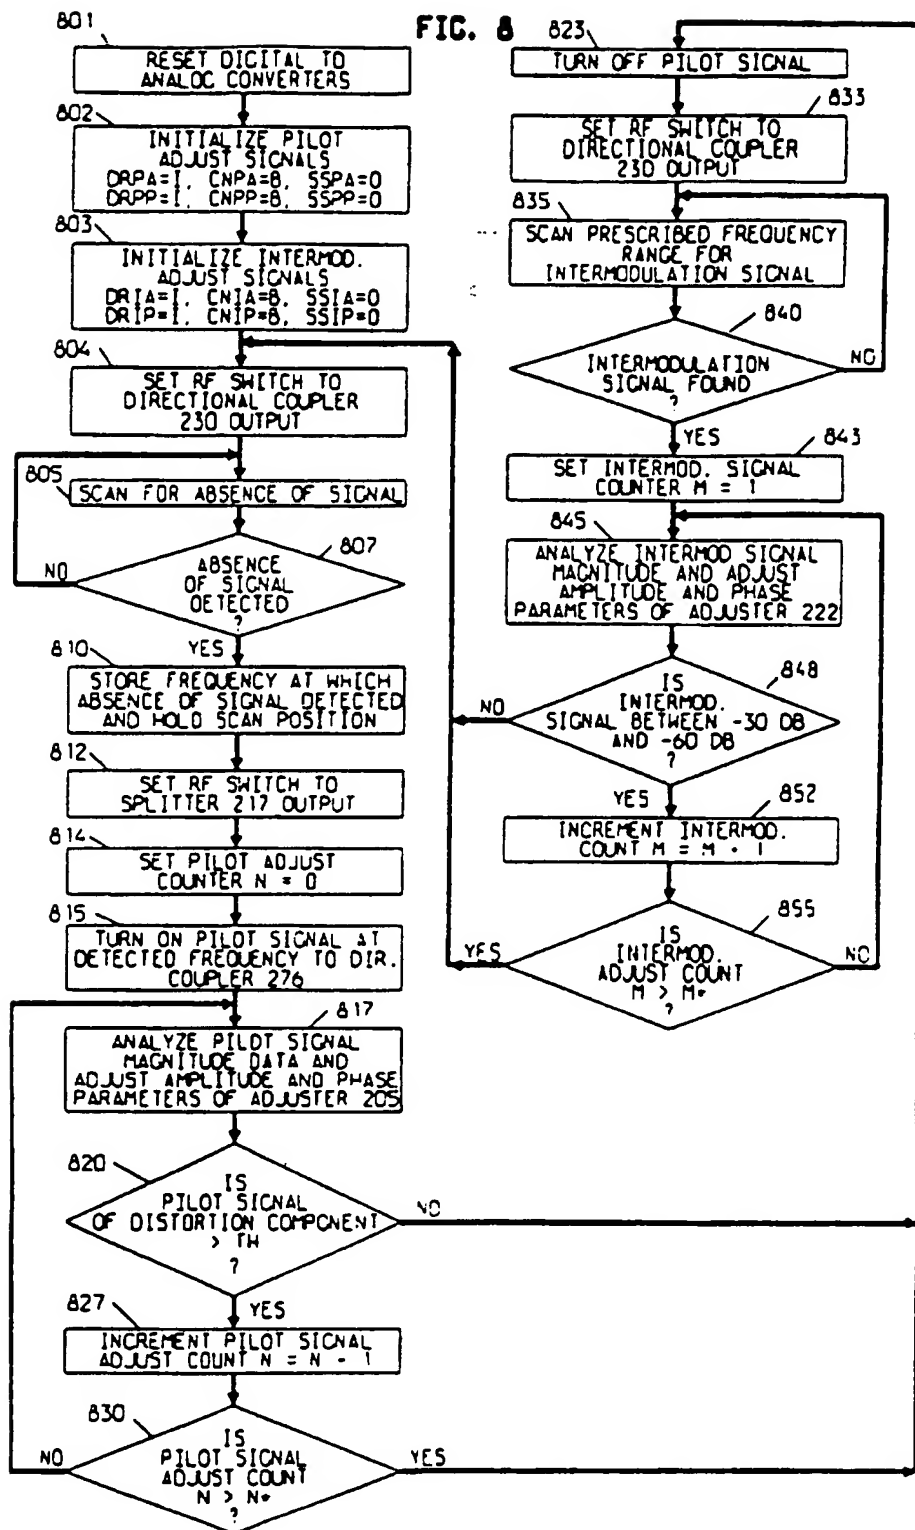 FIG. 8
801
RESET DIGITAL TO
ANALOC CONVERTERS
802
INITIALIZE PILOT
ADJUST SIGNALS
DRPA=I, CNPA=8, SSPA=0
DRPP=I, CNPP=8, SSPP=0
803
INITIALIZE INTERMOD.
ADJUST SIGNALS
DRIA=I, CNIA=8, SSIA=0
DRIP=I, CNIP=8, SSIP=0
804
SET RF SWITCH TO
DIRECTIONAL COUPLER
230 OUTPUT
805
SCAN FOR ABSENCE OF SIGNAL
807
ABSENCE
OF SIGNAL
DETECTED
?
NO
YES
810
STORE FREQUENCY AT WHICH
ABSENCE OF SIGNAL DETECTED
AND HOLD SCAN POSITION
812
SET RF SWITCH TO
SPLITTER 217 OUTPUT
814
SET PILOT ADJUST
COUNTER N = 0
815
TURN ON PILOT SIGNAL AT
DETECTED FREQUENCY TO DIR.
COUPLER 276
817
ANALYZE PILOT SIGNAL
MAGNITUDE DATA AND
ADJUST AMPLITUDE AND PHASE
PARAMETERS OF ADJUSTER 205
820
IS
PILOT SIGNAL
OF DISTORTION COMPONENT
> TH
?
NO
YES
827
INCREMENT PILOT SIGNAL
ADJUST COUNT N = N - 1
830
IS
PILOT SIGNAL
ADJUST COUNT
N > N*
?
NO
YES
823
TURN OFF PILOT SIGNAL
833
SET RF SWITCH TO
DIRECTIONAL COUPLER
230 OUTPUT
835
SCAN PRESCRIBED FREQUENCY
RANGE FOR
INTERMODULATION SIGNAL
840
INTERMODULATION
SIGNAL FOUND
?
NO
YES
843
SET INTERMOD. SIGNAL
COUNTER M = 1
845
ANALYZE INTERMOD SIGNAL
MAGNITUDE AND ADJUST
AMPLITUDE AND PHASE
PARAMETERS OF ADJUSTER 222
848
IS
INTERMOD.
SIGNAL BETWEEN -30 DB
AND -60 DB
?
NO
YES
852
INCREMENT INTERMOD.
COUNT M = M + 1
855
IS
INTERMOD.
ADJUST COUNT
M > M*
?
YES
NO